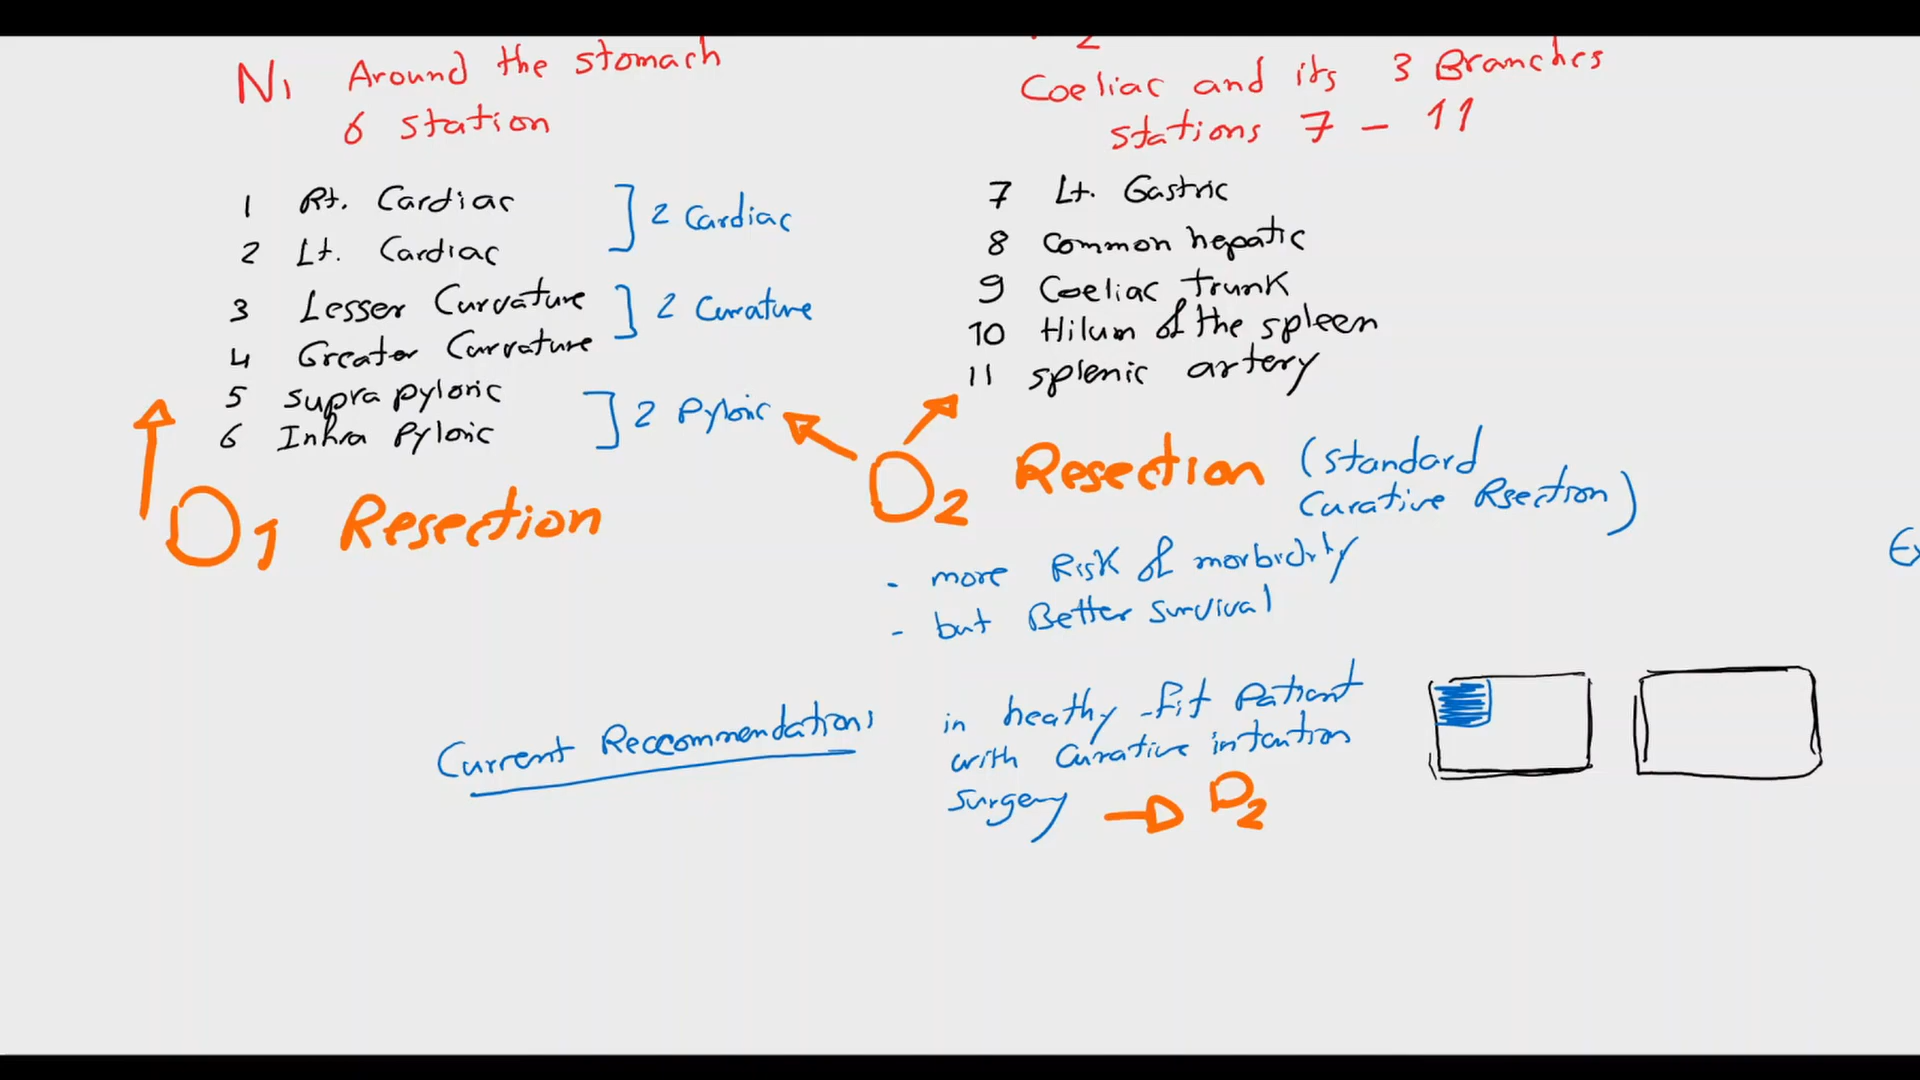 N1 Around the stomach
6 station
1 Rt. Cardiac
2 Lt. Cardiac
] 2 Cardiac
3 Lesser Curvature
4 Greater Curvature
] 2 Curature
5 supra pyloric
6 Inhra Pyloric
] 2 Pyloric
D1 Resection
2
Coeliac and its 3 Branches
stations 7 - 11
7 Lt. Gastric
8 Common hepatic
9 Coeliac trunk
10 Hilum of the spleen
11 splenic artery
D2 Resection (standard
Curative Rsection)
- more Risk of morbidity
- but Better survival
Current Reccommendations
in heathy - fit Patient
with Curative intention
surgery → D2